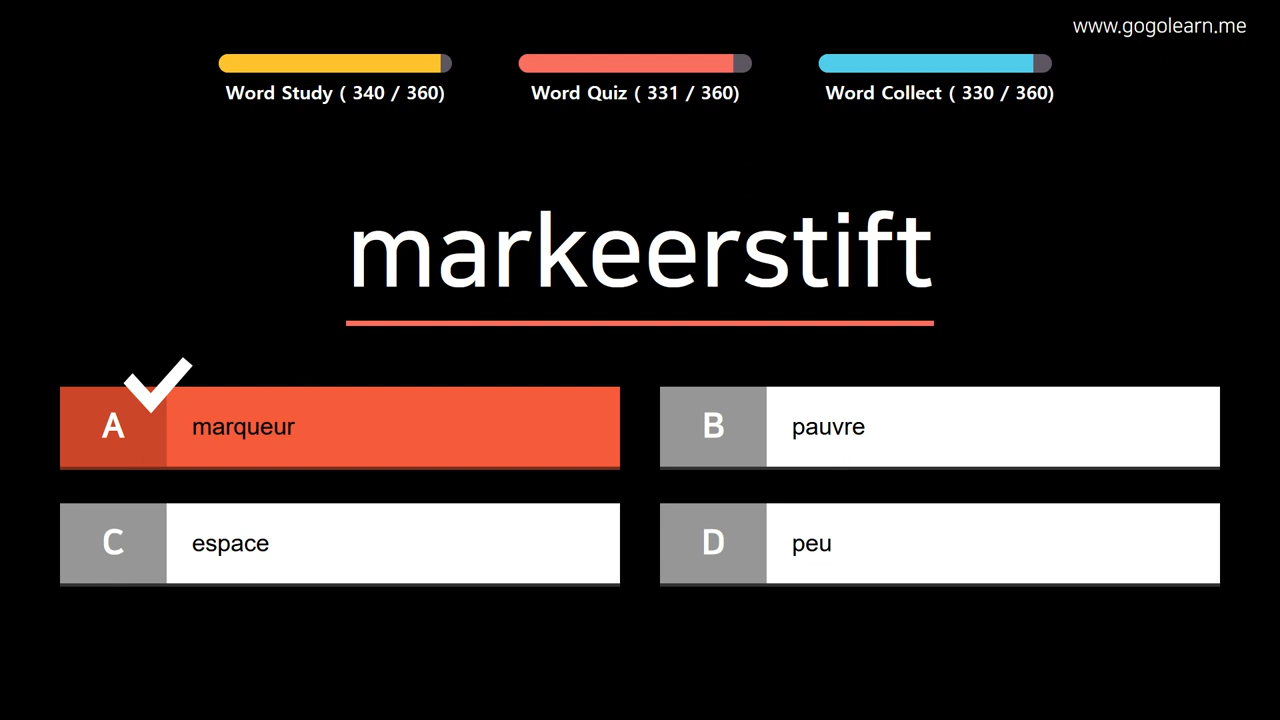 www.gogolearn.me
Word Study ( 340 / 360)
Word Quiz ( 331 / 360)
Word Collect ( 330 / 360)
markeerstift
A marqueur
B pauvre
C espace
D peu